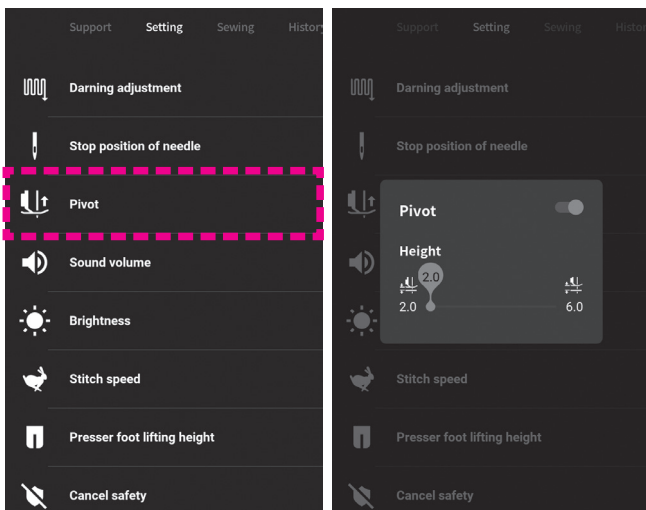 Support Setting Sewing History
Darning adjustment
Stop position of needle
Pivot
Sound volume
Brightness
Stitch speed
Presser foot lifting height
Cancel safety
Support Setting Sewing
Darning adjustment
Stop position of needle
Pivot
Height
2.0
2.0 6.0
Stitch speed
Presser foot lifting height
Cancel safety